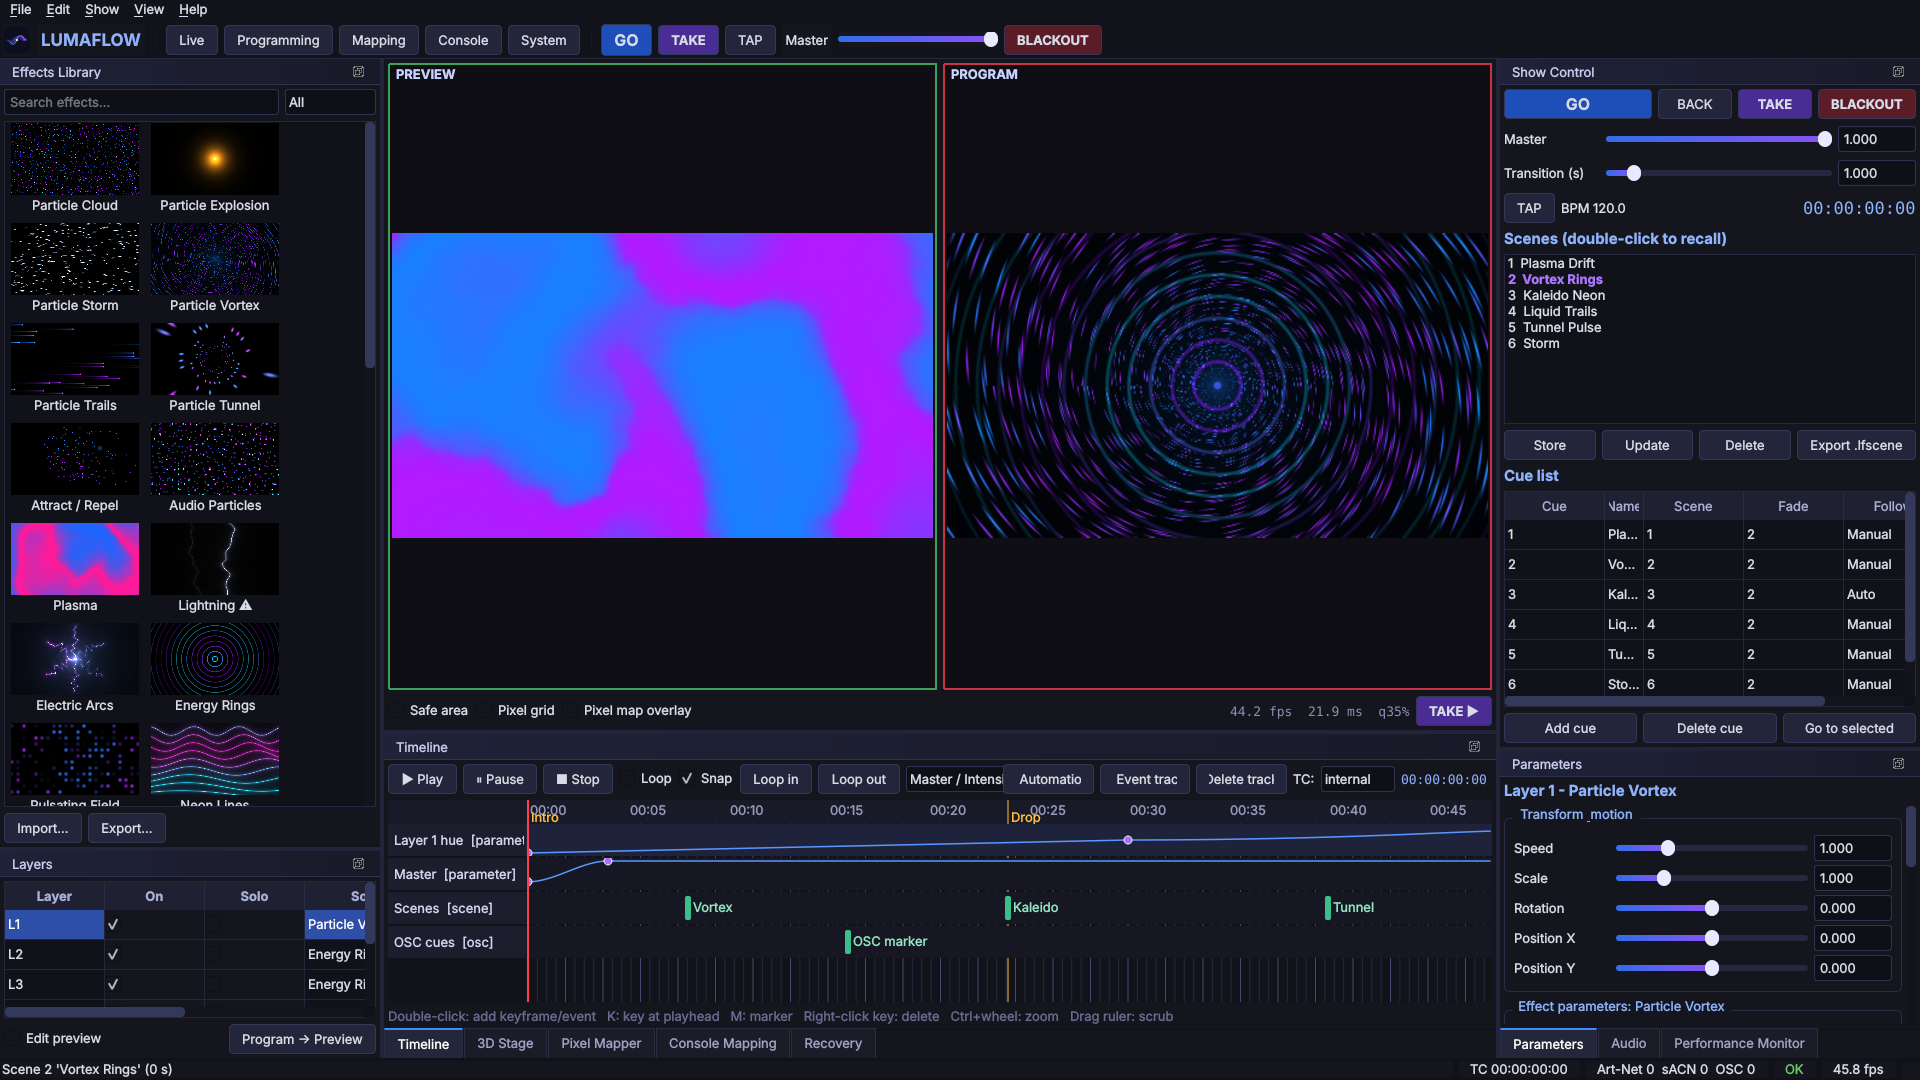 File Edit Show View Help
LUMAFLOW Live Programming Mapping Console System GO TAKE TAP Master BLACKOUT
Effects Library
Search effects... All
Particle Cloud Particle Explosion
Particle Storm Particle Vortex
Particle Trails Particle Tunnel
Attract / Repel Audio Particles
Plasma Lightning ⚠
Electric Arcs Energy Rings
Pulsating Field Neon Lines
Import... Export...
Layers
Layer On Solo So
L1 ✓ Particle V
L2 ✓ Energy Ri
L3 ✓ Energy Ri
Edit preview Program → Preview
PREVIEW PROGRAM
Safe area Pixel grid Pixel map overlay 44.2 fps 21.9 ms q35% TAKE ▶
Timeline
▶ Play ⏸ Pause ■ Stop Loop ✓ Snap Loop in Loop out Master / Intensi Automatio Event trac Delete tracl TC: internal 00:00:00:00
00:00 00:05 00:10 00:15 00:20 00:25 00:30 00:35 00:40 00:45
Intro Drop
Layer 1 hue [paramet
Master [parameter]
Scenes [scene] Vortex Kaleido Tunnel
OSC cues [osc] OSC marker
Double-click: add keyframe/event K: key at playhead M: marker Right-click key: delete Ctrl+wheel: zoom Drag ruler: scrub
Timeline 3D Stage Pixel Mapper Console Mapping Recovery
Show Control
GO BACK TAKE BLACKOUT
Master 1.000
Transition (s) 1.000
TAP BPM 120.0 00:00:00:00
Scenes (double-click to recall)
1 Plasma Drift
2 Vortex Rings
3 Kaleido Neon
4 Liquid Trails
5 Tunnel Pulse
6 Storm
Store Update Delete Export .lfscene
Cue list
Cue Name Scene Fade Follov
1 Pla... 1 2 Manual
2 Vo... 2 2 Manual
3 Kal... 3 2 Auto
4 Liq... 4 2 Manual
5 Tu... 5 2 Manual
6 Sto... 6 2 Manual
Add cue Delete cue Go to selected
Parameters
Layer 1 - Particle Vortex
Transform _motion
Speed 1.000
Scale 1.000
Rotation 0.000
Position X 0.000
Position Y 0.000
Effect parameters: Particle Vortex
Parameters Audio Performance Monitor
Scene 2 'Vortex Rings' (0 s) TC 00:00:00:00 Art-Net 0 sACN 0 OSC 0 OK 45.8 fps